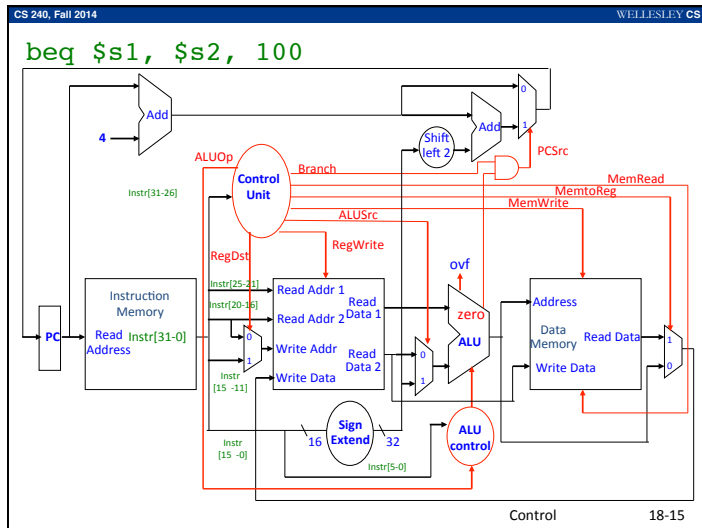 CS 240, Fall 2014
WELLESLEY CS
beq $s1, $s2, 100
Add
4
Shift
left 2
Add
0
1
PCSrc
ALUOp
Branch
Control
Unit
Instr[31-26]
MemRead
MemtoReg
MemWrite
ALUSrc
RegWrite
RegDst
ovf
PC
Instruction
Memory
Read
Address
Instr[31-0]
Instr[25-21]
Instr[20-16]
0
1
Instr
[15 -11]
Read Addr 1
Read Addr 2
Write Addr
Write Data
Read
Data 1
Read
Data 2
0
1
zero
ALU
Address
Data
Memory
Read Data
Write Data
1
0
Instr
[15 -0]
16
Sign
Extend
32
Instr[5-0]
ALU
control
Control
18-15